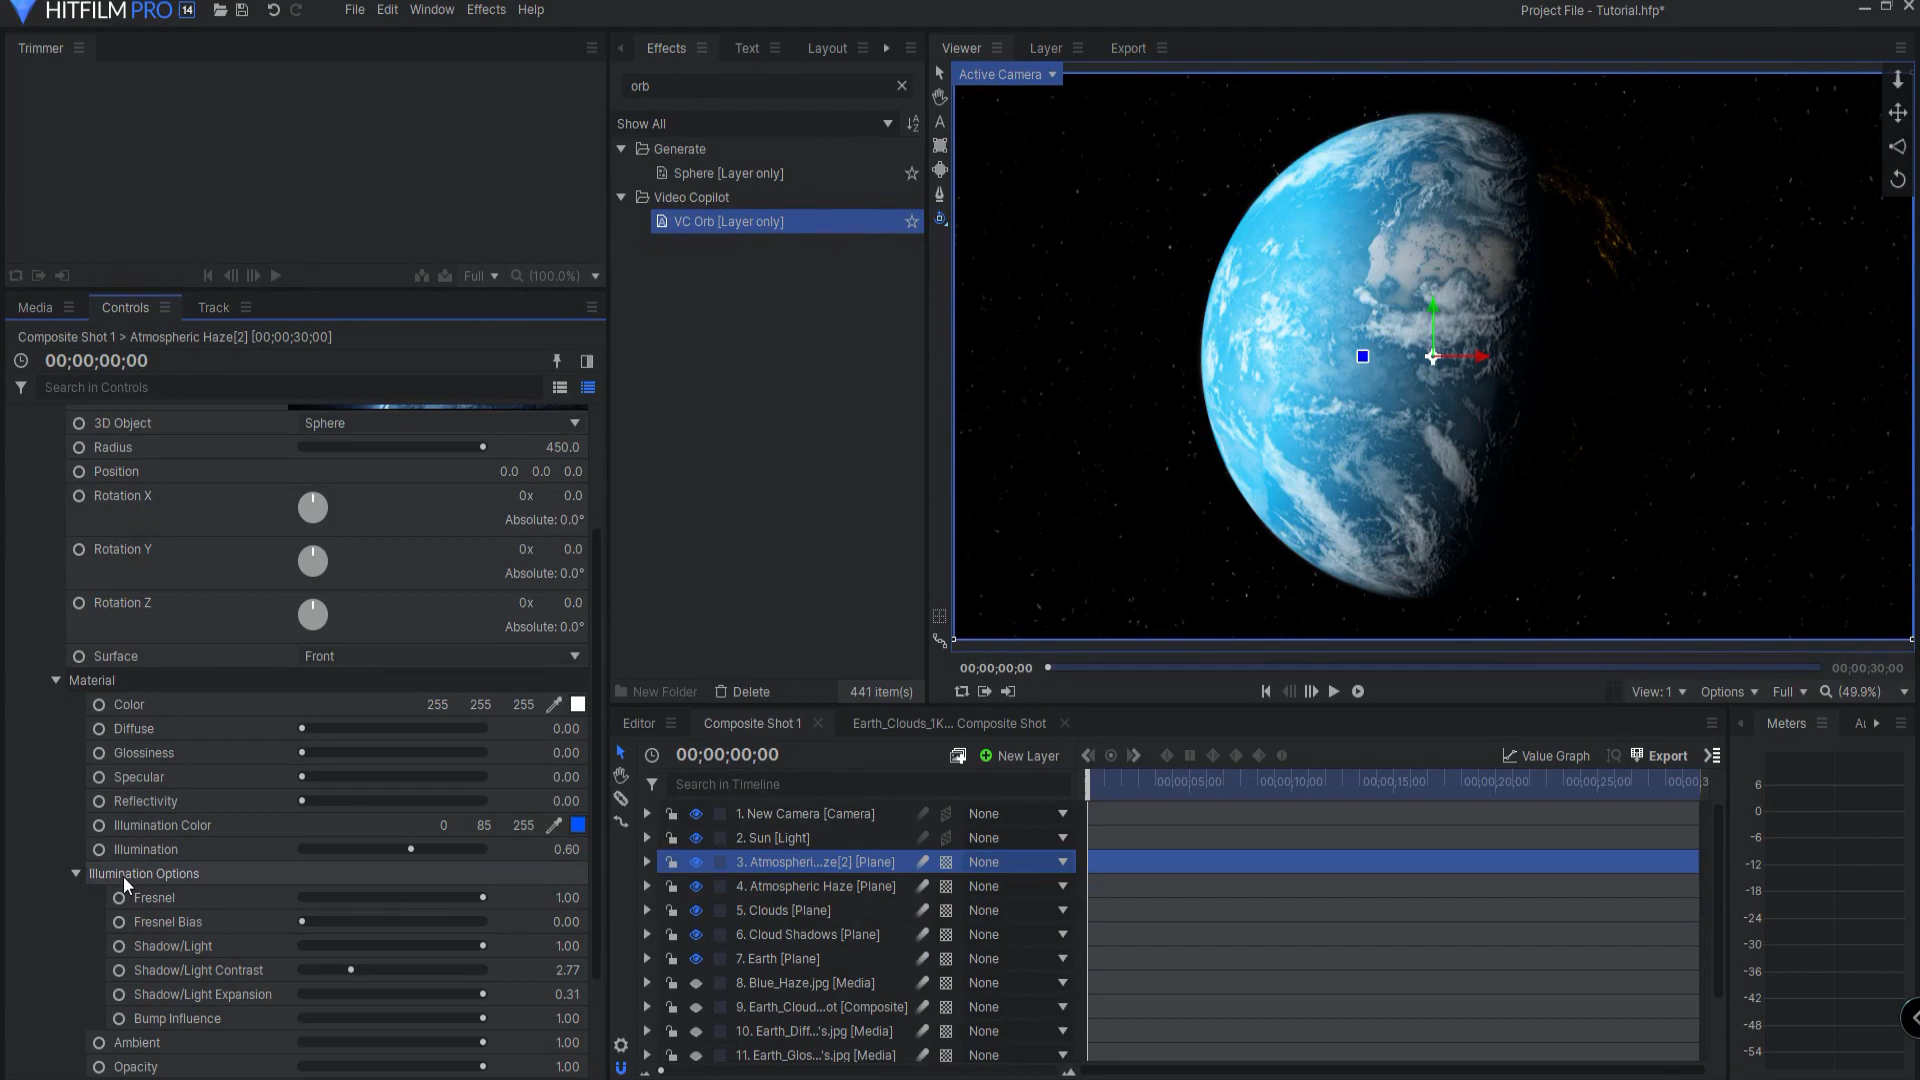 HITFILM PRO 14
File Edit Window Effects Help
Project File - Tutorial.hfp*
Trimmer
Full (100.0%)
Media Controls Track
Composite Shot 1 > Atmospheric Haze[2] [00;00;30;00]
00;00;00;00
Search in Controls
3D Object Sphere
Radius 450.0
Position 0.0 0.0 0.0
Rotation X 0x 0.0
Absolute: 0.0°
Rotation Y 0x 0.0
Absolute: 0.0°
Rotation Z 0x 0.0
Absolute: 0.0°
Surface Front
Material
Color 255 255 255
Diffuse 0.00
Glossiness 0.00
Specular 0.00
Reflectivity 0.00
Illumination Color 0 85 255
Illumination 0.60
Illumination Options
Fresnel 1.00
Fresnel Bias 0.00
Shadow/Light 1.00
Shadow/Light Contrast 2.77
Shadow/Light Expansion 0.31
Bump Influence 1.00
Ambient 1.00
Opacity 1.00
Effects Text Layout
orb
Show All
Generate
Sphere [Layer only]
Video Copilot
VC Orb [Layer only]
New Folder Delete 441 item(s)
Viewer Layer Export
Active Camera
00;00;00;00 00;00;30;00
View: 1 Options Full (49.9%)
Editor Composite Shot 1 Earth_Clouds_1K... Composite Shot
00;00;00;00 New Layer Value Graph Export
Search in Timeline
00;00;05;00 00;00;10;00 00;00;15;00 00;00;20;00 00;00;25;00 00;00;3
1. New Camera [Camera] None
2. Sun [Light] None
3. Atmospheri...ze[2] [Plane] None
4. Atmospheric Haze [Plane] None
5. Clouds [Plane] None
6. Cloud Shadows [Plane] None
7. Earth [Plane] None
8. Blue_Haze.jpg [Media] None
9. Earth_Cloud...ot [Composite] None
10. Earth_Diff...'s.jpg [Media] None
11. Earth_Glos...'s.jpg [Media] None
Meters
6
0
-6
-12
-18
-24
-30
-36
-42
-48
-54